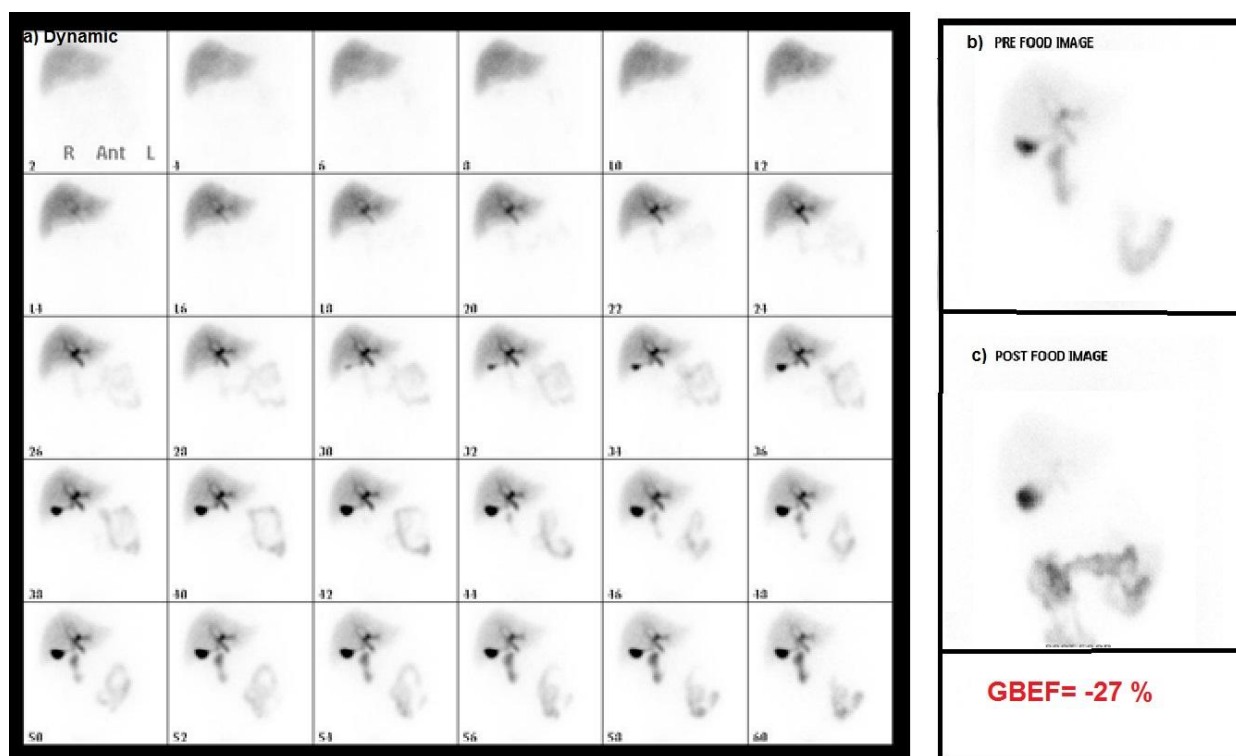 a) Dynamic
R Ant L
2 4 6 8 10 12
14 16 18 20 22 24
26 28 30 32 34 36
38 40 42 44 46 48
50 52 54 56 58 60
b) PRE FOOD IMAGE
c) POST FOOD IMAGE
GBEF= -27 %